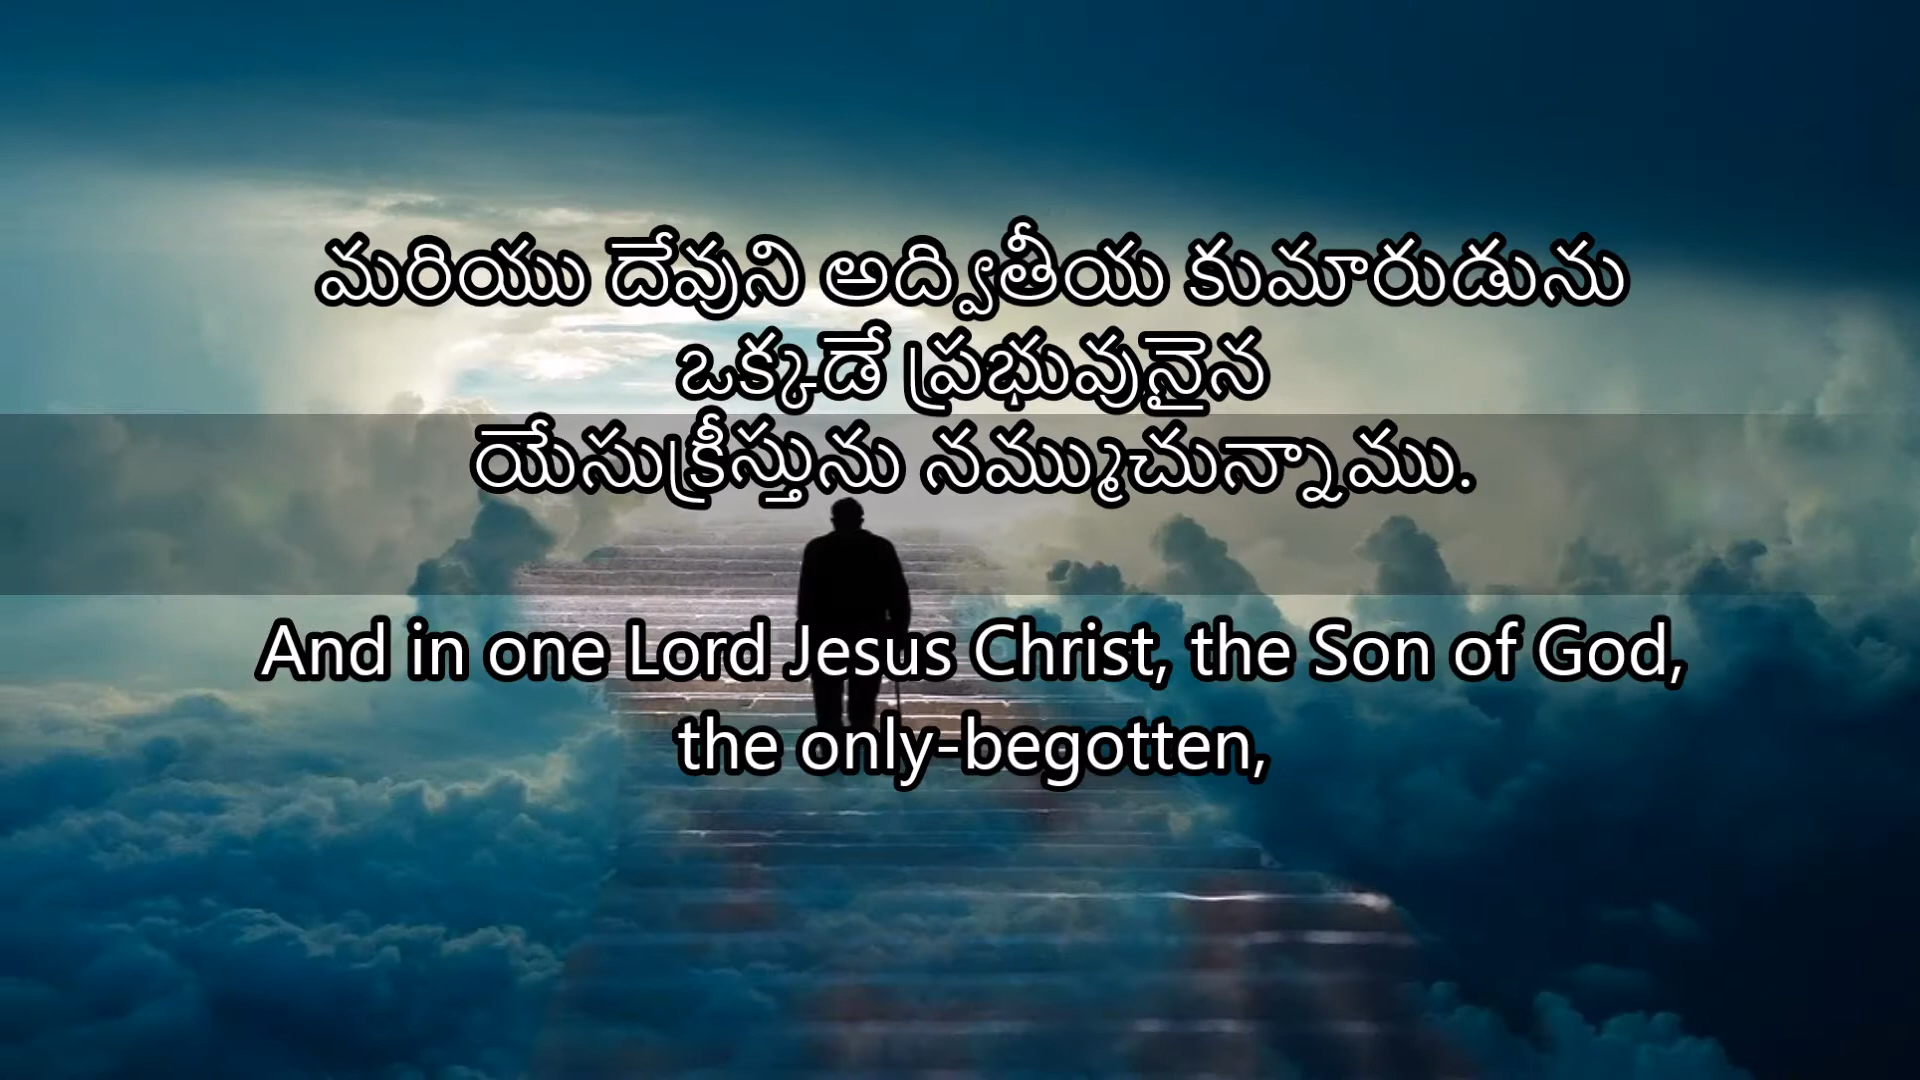 మరియు దేవుని అద్వితీయ కుమారుడును
ఒక్కడే ప్రభువునైన
యేసుక్రీస్తును నమ్ముచున్నాము.
And in one Lord Jesus Christ, the Son of God,
the only-begotten,